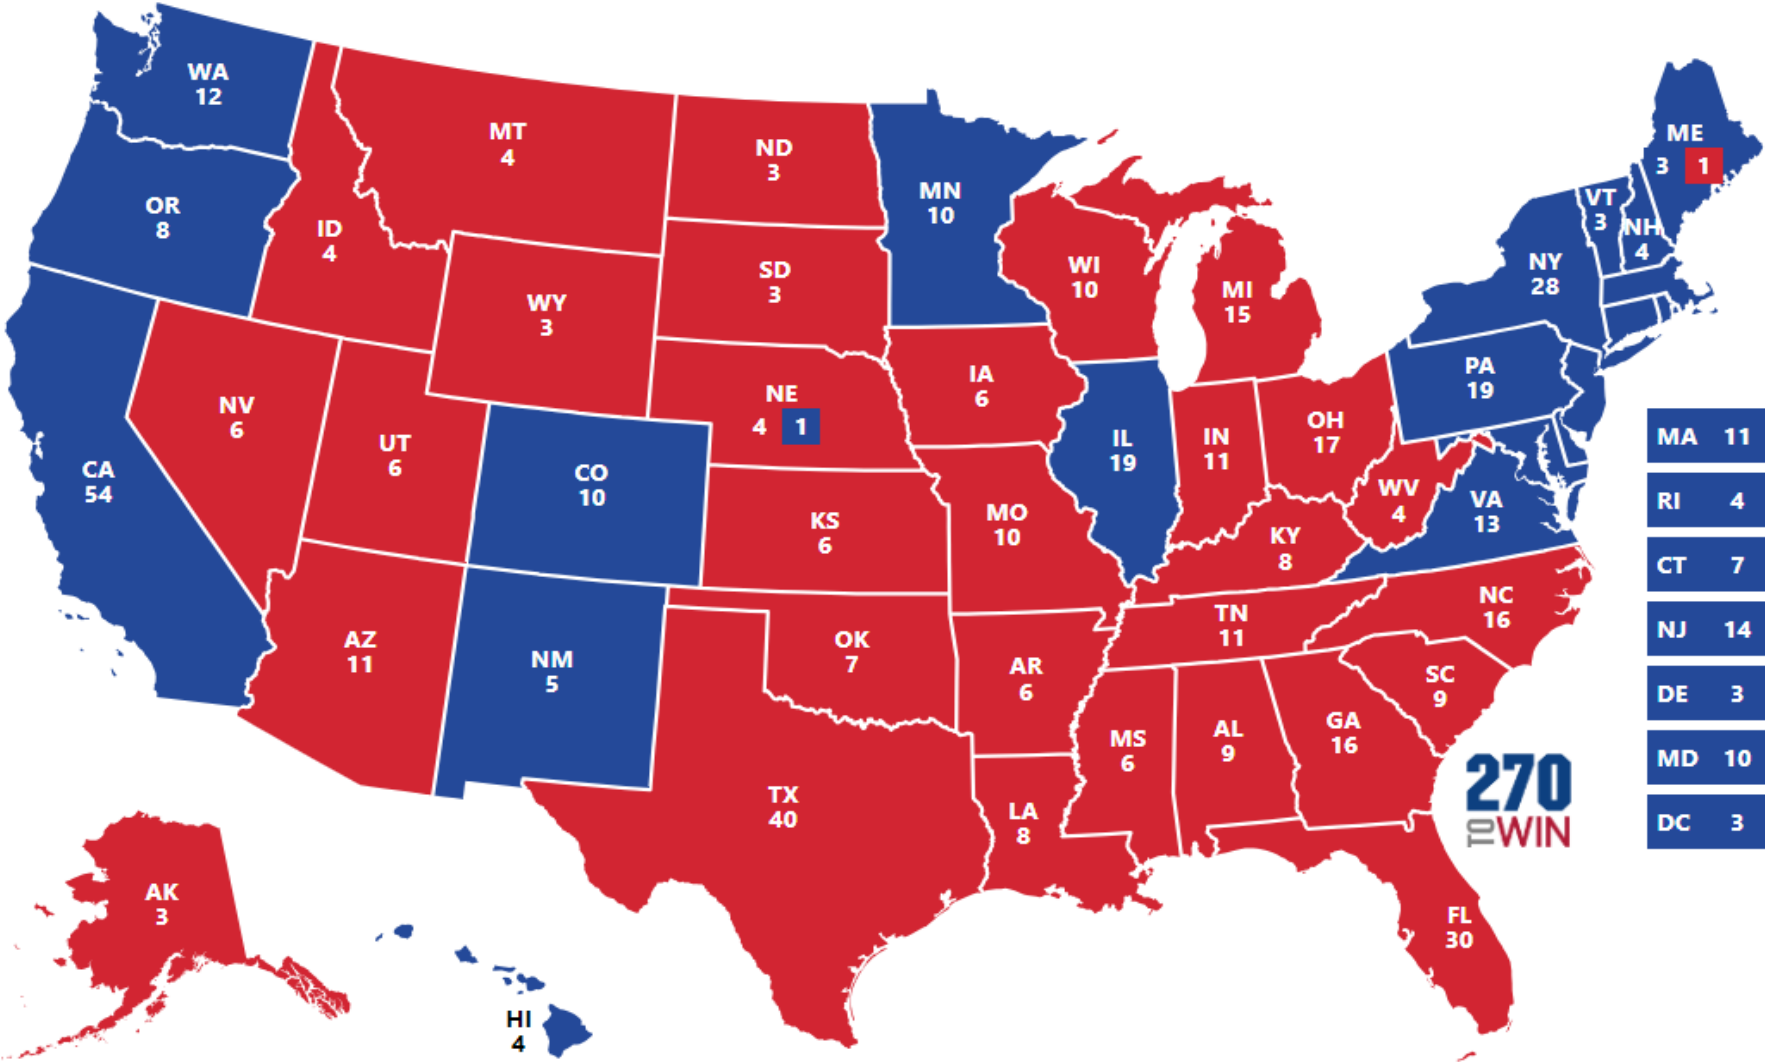 WA
12
OR
8
CA
54
NV
6
ID
4
MT
4
WY
3
UT
6
AZ
11
CO
10
NM
5
ND
3
SD
3
NE
4 1
KS
6
OK
7
TX
40
MN
10
IA
6
MO
10
AR
6
LA
8
WI
10
IL
19
MI
15
IN
11
OH
17
KY
8
TN
11
MS
6
AL
9
GA
16
FL
30
SC
9
NC
16
VA
13
WV
4
PA
19
NY
28
VT
3
NH
4
ME
3 1
MA 11
RI 4
CT 7
NJ 14
DE 3
MD 10
DC 3
270
TO WIN
AK
3
HI
4